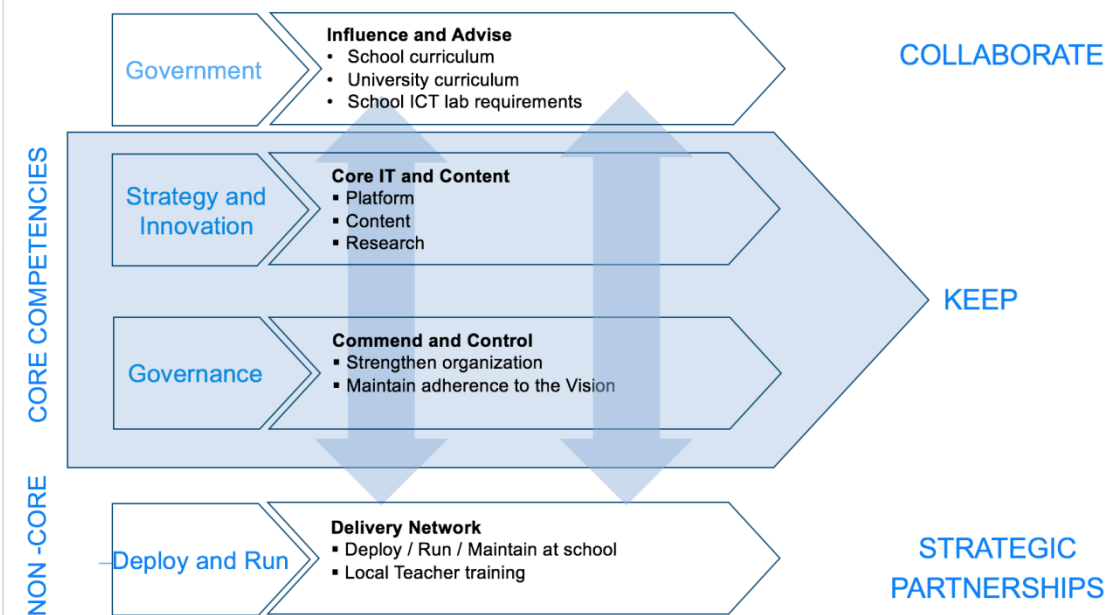 Government
Influence and Advise
• School curriculum
• University curriculum
• School ICT lab requirements
COLLABORATE
CORE COMPETENCIES
Strategy and
Innovation
Core IT and Content
▪ Platform
▪ Content
▪ Research
KEEP
Governance
Commend and Control
▪ Strengthen organization
▪ Maintain adherence to the Vision
NON -CORE
Deploy and Run
Delivery Network
▪ Deploy / Run / Maintain at school
▪ Local Teacher training
STRATEGIC
PARTNERSHIPS